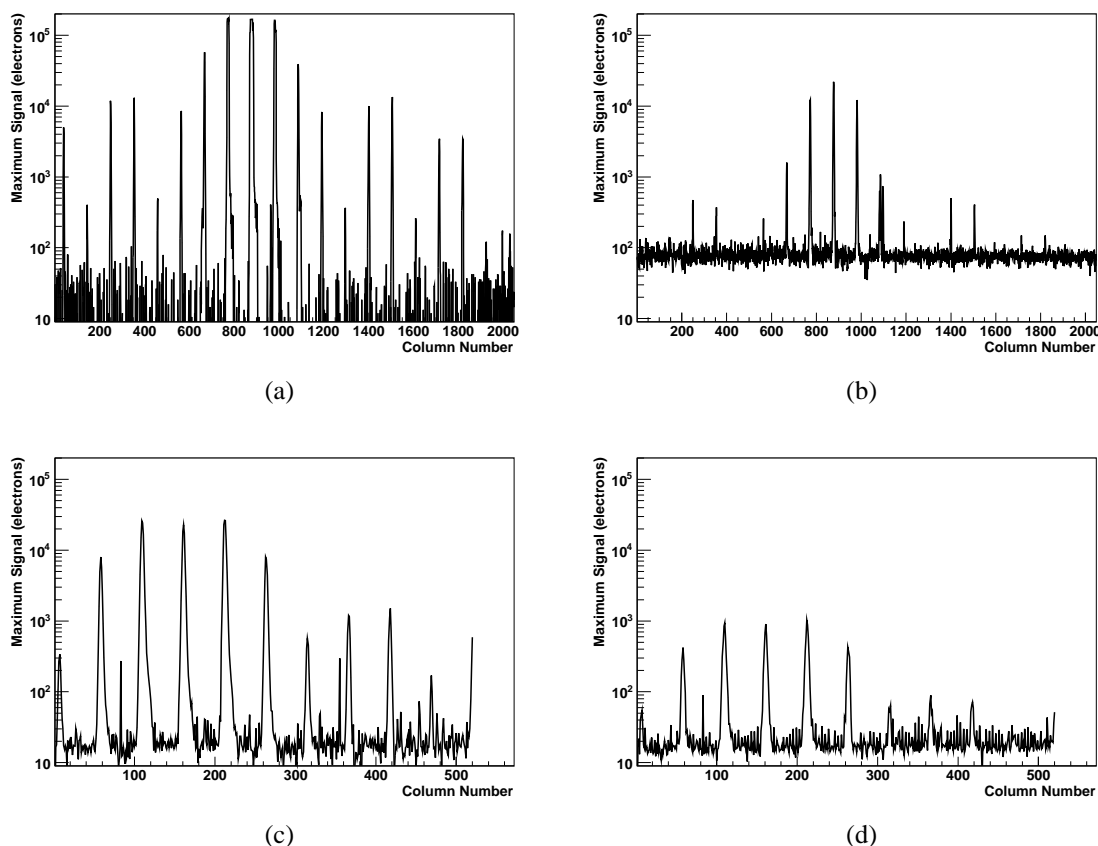 Maximum Signal (electrons)
10^5
10^4
10^3
10^2
10
200 400 600 800 1000 1200 1400 1600 1800 2000
Column Number
(a)
Maximum Signal (electrons)
10^5
10^4
10^3
10^2
10
200 400 600 800 1000 1200 1400 1600 1800 2000
Column Number
(b)
Maximum Signal (electrons)
10^5
10^4
10^3
10^2
10
100 200 300 400 500
Column Number
(c)
Maximum Signal (electrons)
10^5
10^4
10^3
10^2
10
100 200 300 400 500
Column Number
(d)